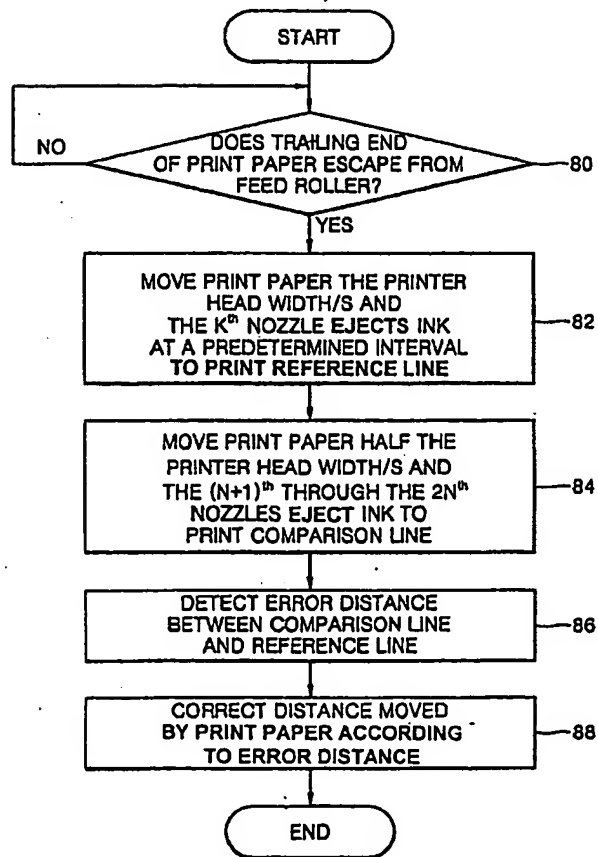 START
NO
DOES TRAILING END
OF PRINT PAPER ESCAPE FROM
FEED ROLLER?
80
YES
MOVE PRINT PAPER THE PRINTER
HEAD WIDTH/S AND
THE Kth NOZZLE EJECTS INK
AT A PREDETERMINED INTERVAL
TO PRINT REFERENCE LINE
82
MOVE PRINT PAPER HALF THE
PRINTER HEAD WIDTH/S AND
THE (N+1)th THROUGH THE 2Nth
NOZZLES EJECT INK TO
PRINT COMPARISON LINE
84
DETECT ERROR DISTANCE
BETWEEN COMPARISON LINE
AND REFERENCE LINE
86
CORRECT DISTANCE MOVED
BY PRINT PAPER ACCORDING
TO ERROR DISTANCE
88
END